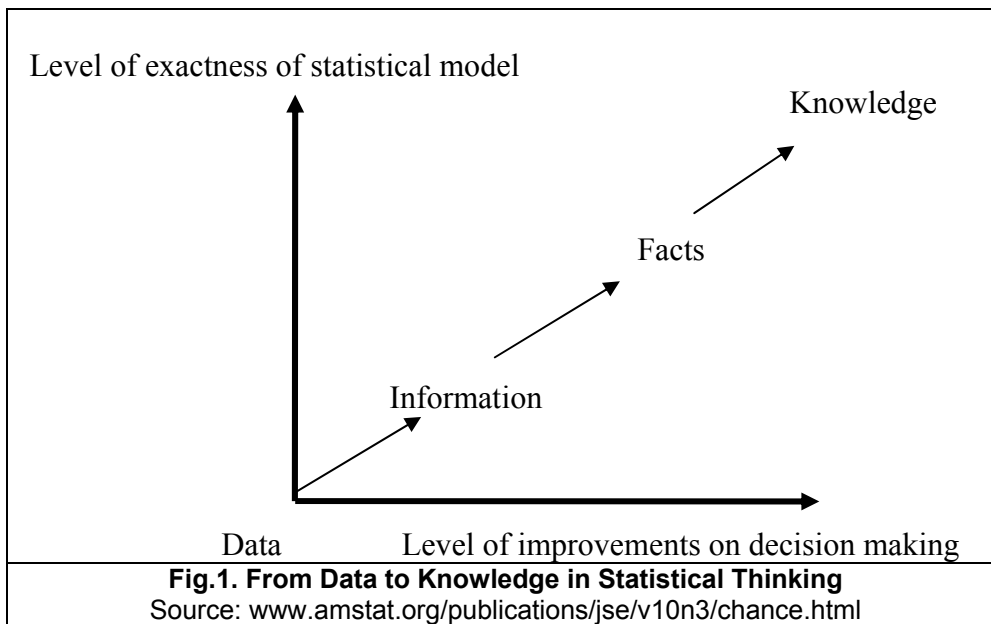 Level of exactness of statistical model
Knowledge
Facts
Information
Data Level of improvements on decision making
Fig.1. From Data to Knowledge in Statistical Thinking
Source: www.amstat.org/publications/jse/v10n3/chance.html